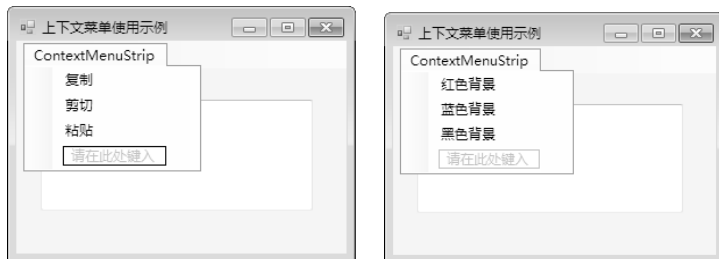 上下文菜单使用示例
ContextMenuStrip
复制
剪切
粘贴
请在此处键入
上下文菜单使用示例
ContextMenuStrip
红色背景
蓝色背景
黑色背景
请在此处键入